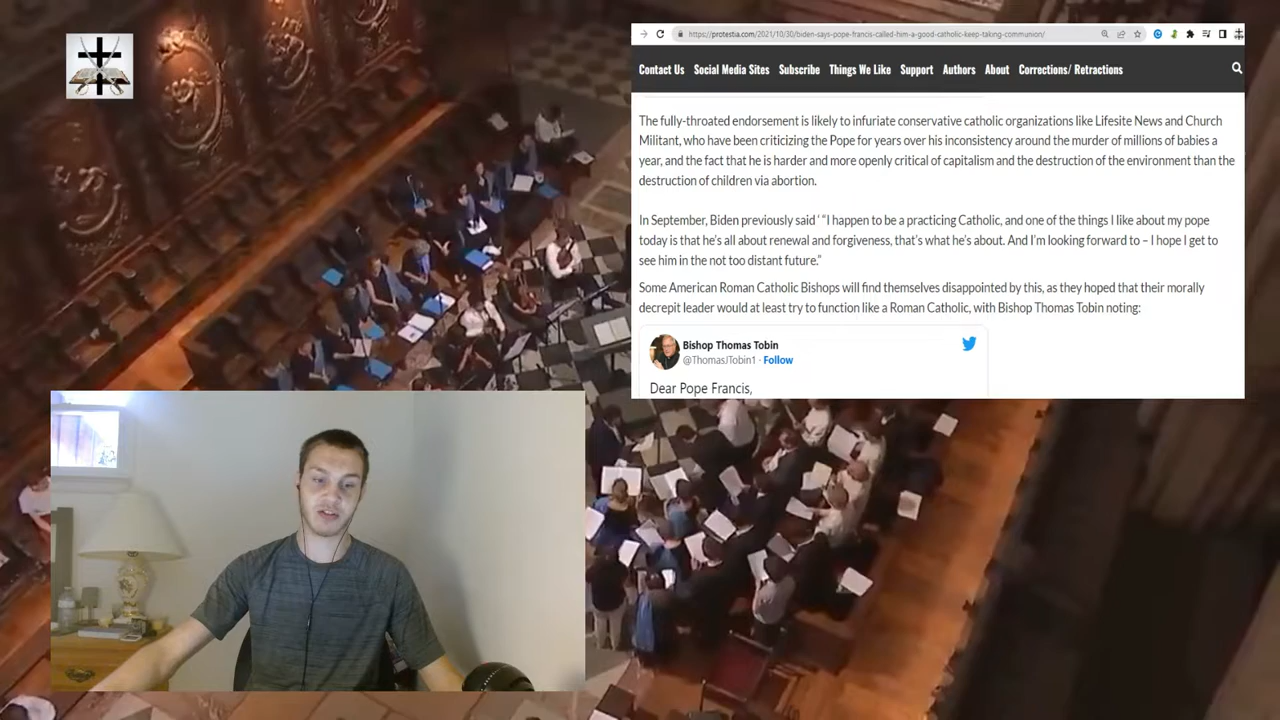 https://protestia.com/2021/10/30/biden-says-pope-francis-called-him-a-good-catholic-keep-taking-communion/
Contact Us Social Media Sites Subscribe Things We Like Support Authors About Corrections/ Retractions
The fully-throated endorsement is likely to infuriate conservative catholic organizations like Lifesite News and Church
Militant, who have been criticizing the Pope for years over his inconsistency around the murder of millions of babies a
year, and the fact that he is harder and more openly critical of capitalism and the destruction of the environment than the
destruction of children via abortion.
In September, Biden previously said ‘ “I happen to be a practicing Catholic, and one of the things I like about my pope
today is that he’s all about renewal and forgiveness, that’s what he’s about. And I’m looking forward to – I hope I get to
see him in the not too distant future.”
Some American Roman Catholic Bishops will find themselves disappointed by this, as they hoped that their morally
decrepit leader would at least try to function like a Roman Catholic, with Bishop Thomas Tobin noting:
Bishop Thomas Tobin
@ThomasJTobin1 · Follow
Dear Pope Francis,